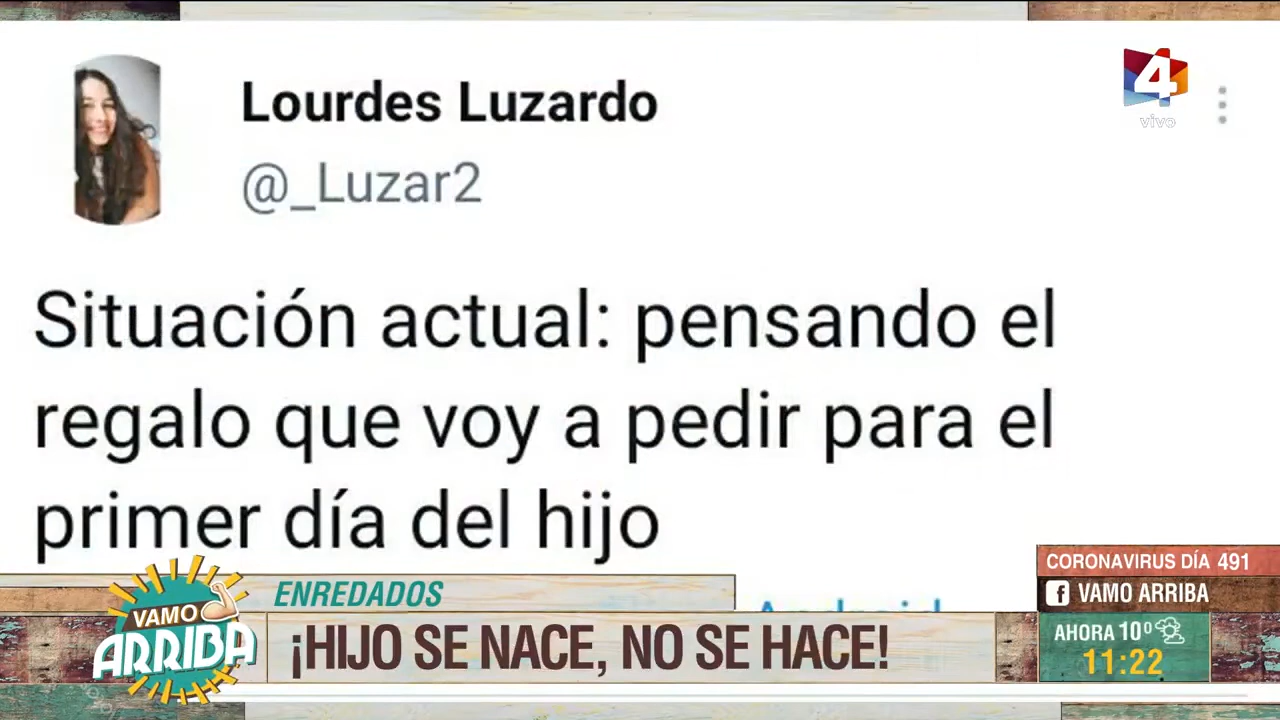 Lourdes Luzardo
@_Luzar2
4
vivo
Situación actual: pensando el
regalo que voy a pedir para el
primer día del hijo
VAMO
ARRIBA
ENREDADOS
¡HIJO SE NACE, NO SE HACE!
CORONAVIRUS DÍA 491
f VAMO ARRIBA
AHORA 10º
11:22